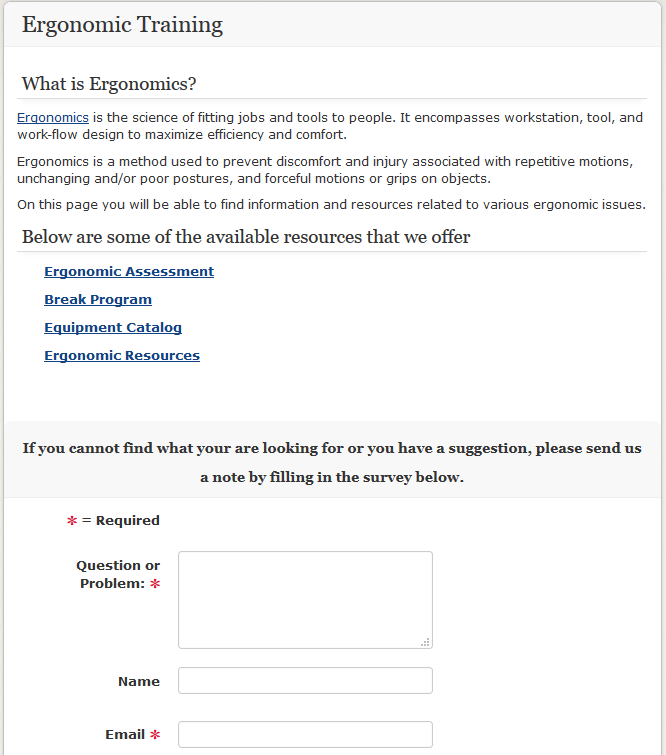 Ergonomic Training
What is Ergonomics?
Ergonomics is the science of fitting jobs and tools to people. It encompasses workstation, tool, and
work-flow design to maximize efficiency and comfort.
Ergonomics is a method used to prevent discomfort and injury associated with repetitive motions,
unchanging and/or poor postures, and forceful motions or grips on objects.
On this page you will be able to find information and resources related to various ergonomic issues.
Below are some of the available resources that we offer
Ergonomic Assessment
Break Program
Equipment Catalog
Ergonomic Resources
If you cannot find what your are looking for or you have a suggestion, please send us
a note by filling in the survey below.
* = Required
Question or
Problem: *
Name
Email *